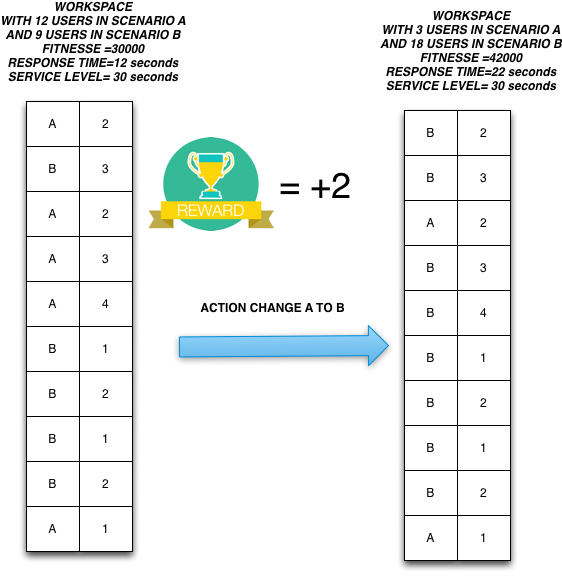 WORKSPACE
WITH 12 USERS IN SCENARIO A
AND 9 USERS IN SCENARIO B
FITNESSE =30000
RESPONSE TIME=12 seconds
SERVICE LEVEL= 30 seconds
A 2
B 3
A 2
A 3
A 4
B 1
B 2
B 1
B 2
A 1
REWARD
= +2
ACTION CHANGE A TO B
WORKSPACE
WITH 3 USERS IN SCENARIO A
AND 18 USERS IN SCENARIO B
FITNESSE =42000
RESPONSE TIME=22 seconds
SERVICE LEVEL= 30 seconds
B 2
B 3
A 2
B 3
B 4
B 1
B 2
B 1
B 2
A 1